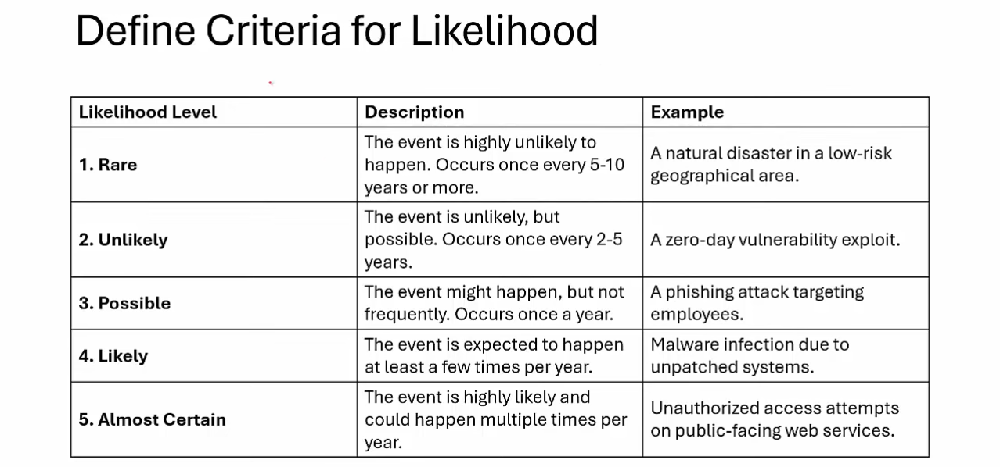 Define Criteria for Likelihood
Likelihood Level
Description
Example
1. Rare
The event is highly unlikely to
happen. Occurs once every 5-10
years or more.
A natural disaster in a low-risk
geographical area.
2. Unlikely
The event is unlikely, but
possible. Occurs once every 2-5
years.
A zero-day vulnerability exploit.
3. Possible
The event might happen, but not
frequently. Occurs once a year.
A phishing attack targeting
employees.
4. Likely
The event is expected to happen
at least a few times per year.
Malware infection due to
unpatched systems.
5. Almost Certain
The event is highly likely and
could happen multiple times per
year.
Unauthorized access attempts
on public-facing web services.